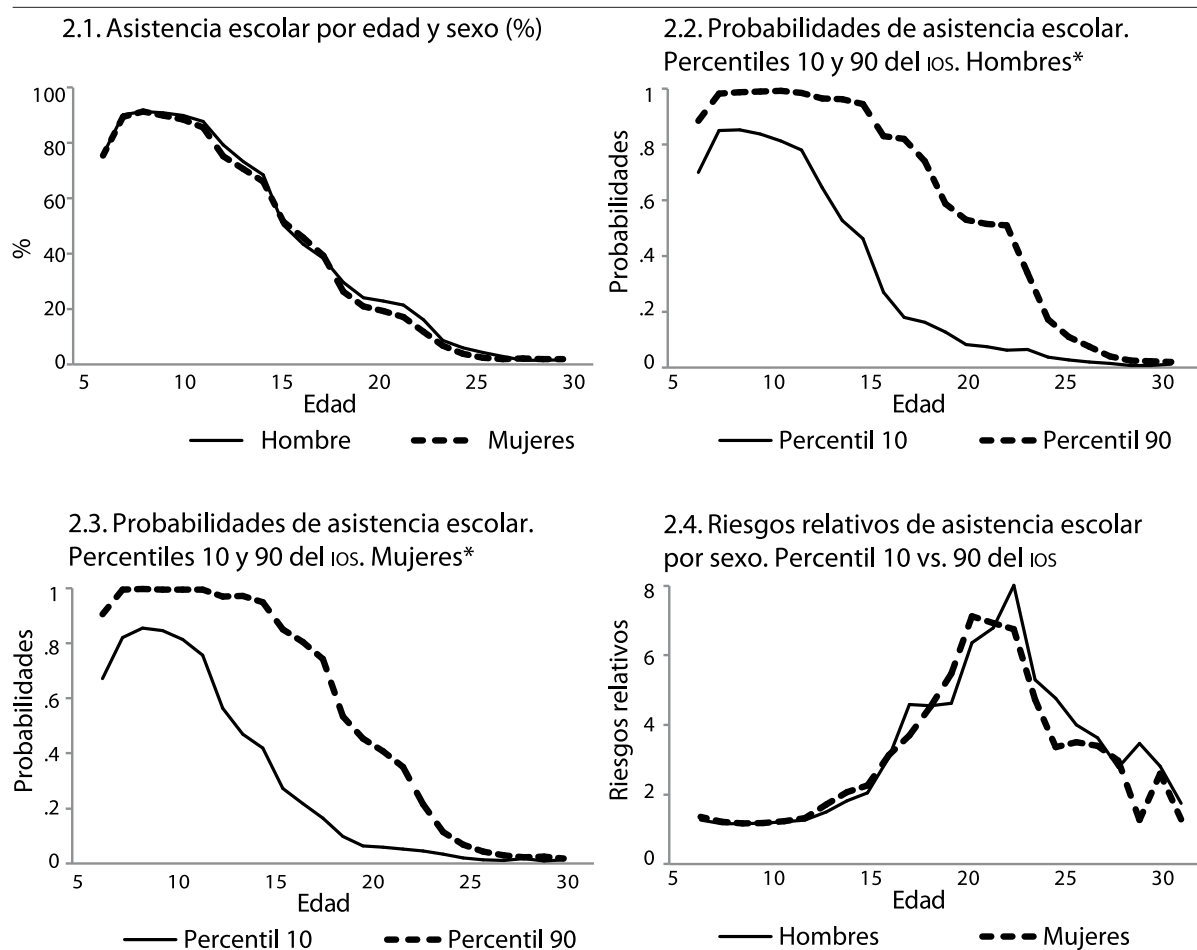 2.1. Asistencia escolar por edad y sexo (%)
100
80
60
40
20
0
%
5 10 15 20 25 30
Edad
Hombre Mujeres
2.2. Probabilidades de asistencia escolar.
Percentiles 10 y 90 del IOS. Hombres*
1
.8
.6
.4
.2
0
Probabilidades
5 10 15 20 25 30
Edad
Percentil 10 Percentil 90
2.3. Probabilidades de asistencia escolar.
Percentiles 10 y 90 del IOS. Mujeres*
1
.8
.6
.4
.2
0
Probabilidades
5 10 15 20 25 30
Edad
Percentil 10 Percentil 90
2.4. Riesgos relativos de asistencia escolar
por sexo. Percentil 10 vs. 90 del IOS
8
6
4
2
0
Riesgos relativos
5 10 15 20 25 30
Edad
Hombres Mujeres